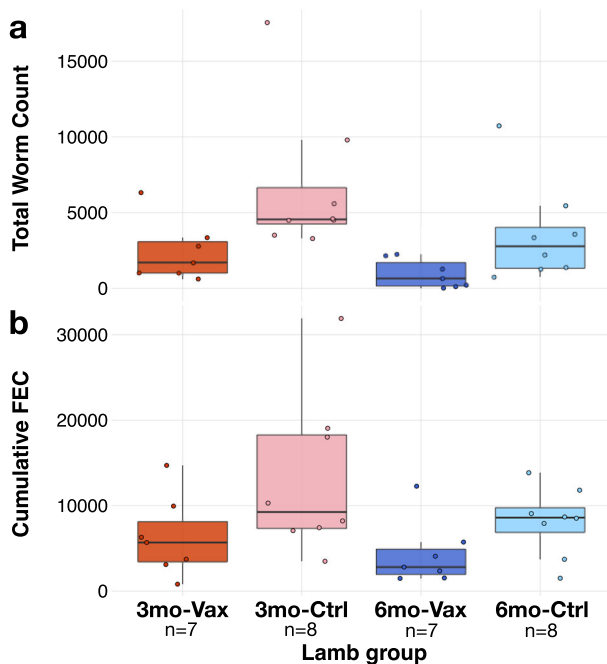 a
Total Worm Count
15000
10000
5000
0
b
Cumulative FEC
30000
20000
10000
0
3mo-Vax 3mo-Ctrl 6mo-Vax 6mo-Ctrl
n=7 n=8 n=7 n=8
Lamb group